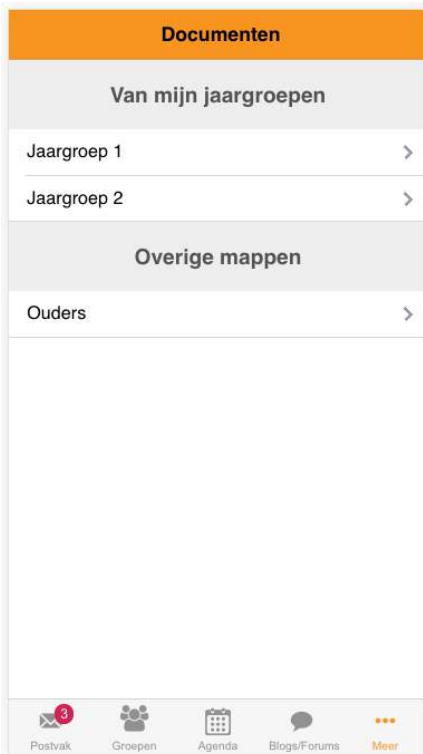 Documenten
Van mijn jaargroepen
Jaargroep 1
Jaargroep 2
Overige mappen
Ouders
3
Postvak Groepen Agenda Blogs/Forums Meer